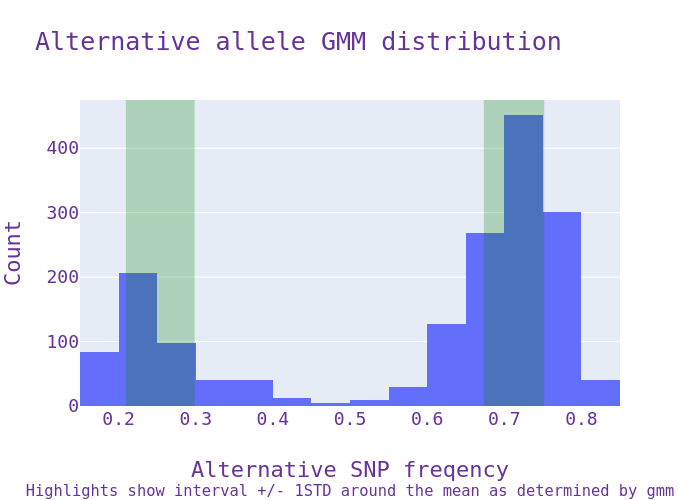 Alternative allele GMM distribution
Count
400
300
200
100
0
0.2 0.3 0.4 0.5 0.6 0.7 0.8
Alternative SNP freqency
Highlights show interval +/- 1STD around the mean as determined by gmm